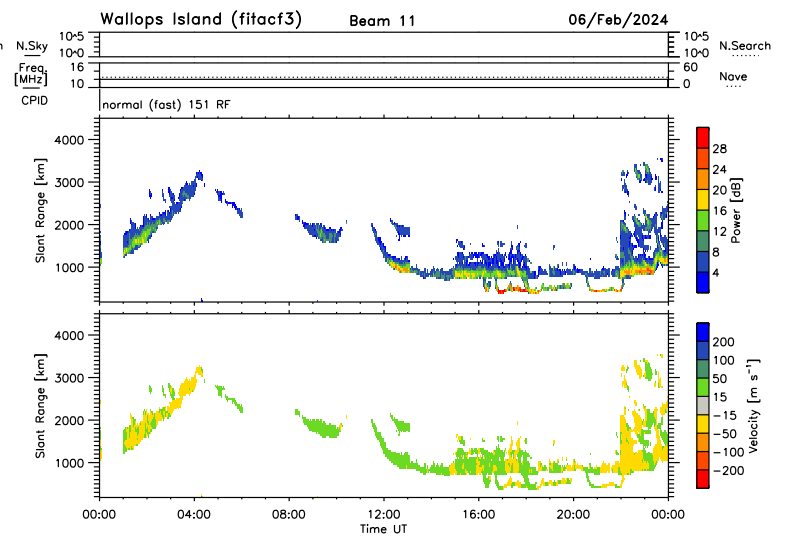 Wallops Island (fitacf3) Beam 11 06/Feb/2024
n N.Sky 10^5 10^0 10^5 10^0 N.Search
Freq. [MHz] 16 10 60 0 Nave
CPID normal (fast) 151 RF
Slant Range [km]
4000
3000
2000
1000
28
24
20
16
12
8
4
Power [dB]
Slant Range [km]
4000
3000
2000
1000
200
100
50
15
-15
-50
-100
-200
Velocity [m s⁻¹]
00:00 04:00 08:00 12:00 16:00 20:00 00:00
Time UT